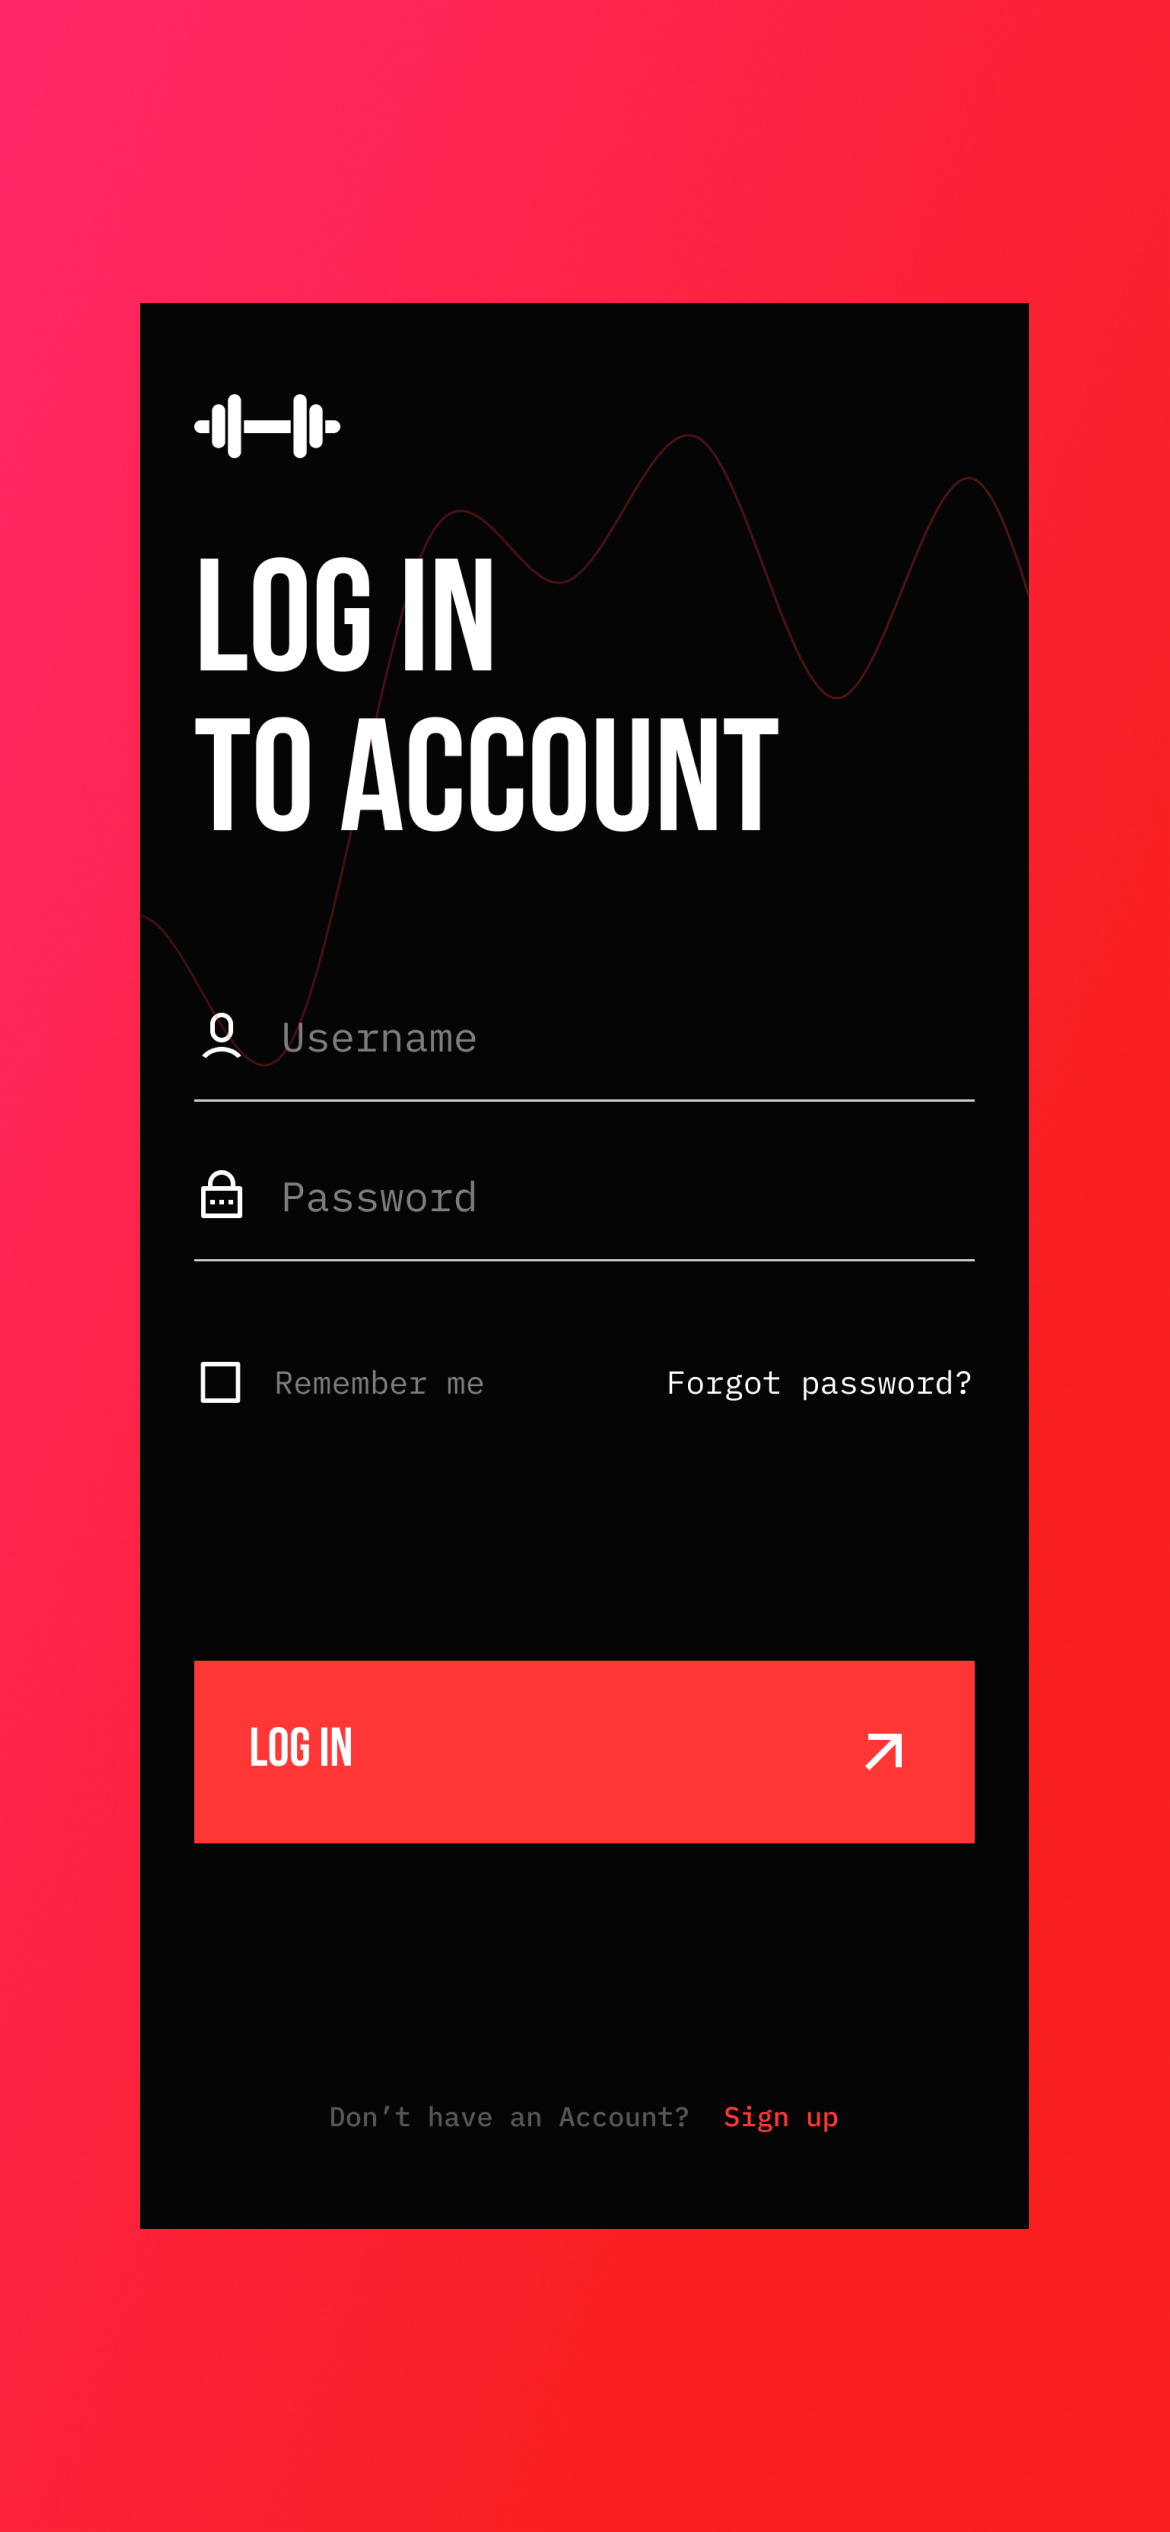 LOG IN
TO ACCOUNT
Username
Password
Remember me
Forgot password?
LOG IN
Don’t have an Account? Sign up